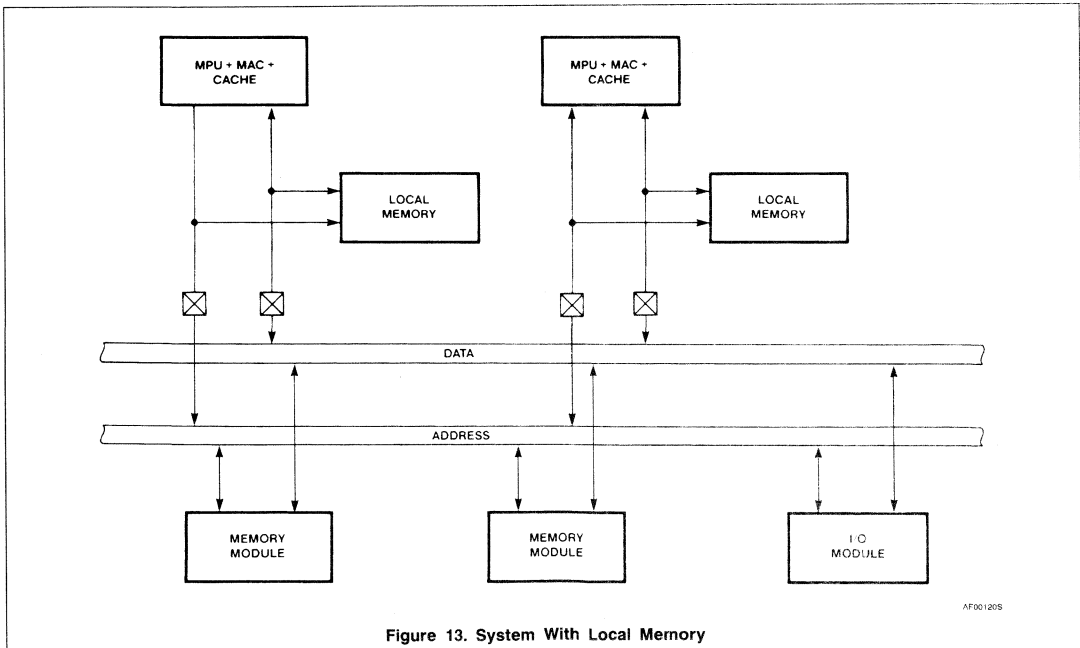 MPU + MAC +
CACHE
MPU + MAC +
CACHE
LOCAL
MEMORY
LOCAL
MEMORY
DATA
ADDRESS
MEMORY
MODULE
MEMORY
MODULE
I/O
MODULE
AF00120S
Figure 13. System With Local Memory